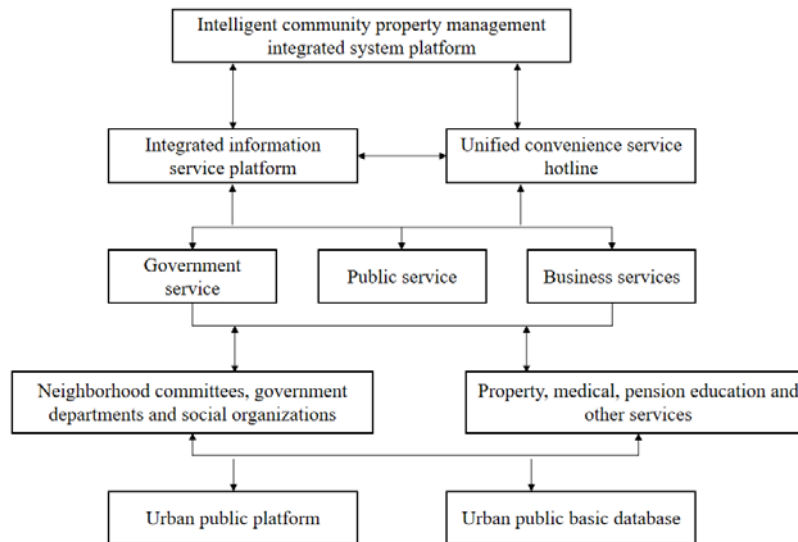 Intelligent community property management
integrated system platform
Integrated information
service platform
Unified convenience service
hotline
Government
service
Public service
Business services
Neighborhood committees, government
departments and social organizations
Property, medical, pension education and
other services
Urban public platform
Urban public basic database